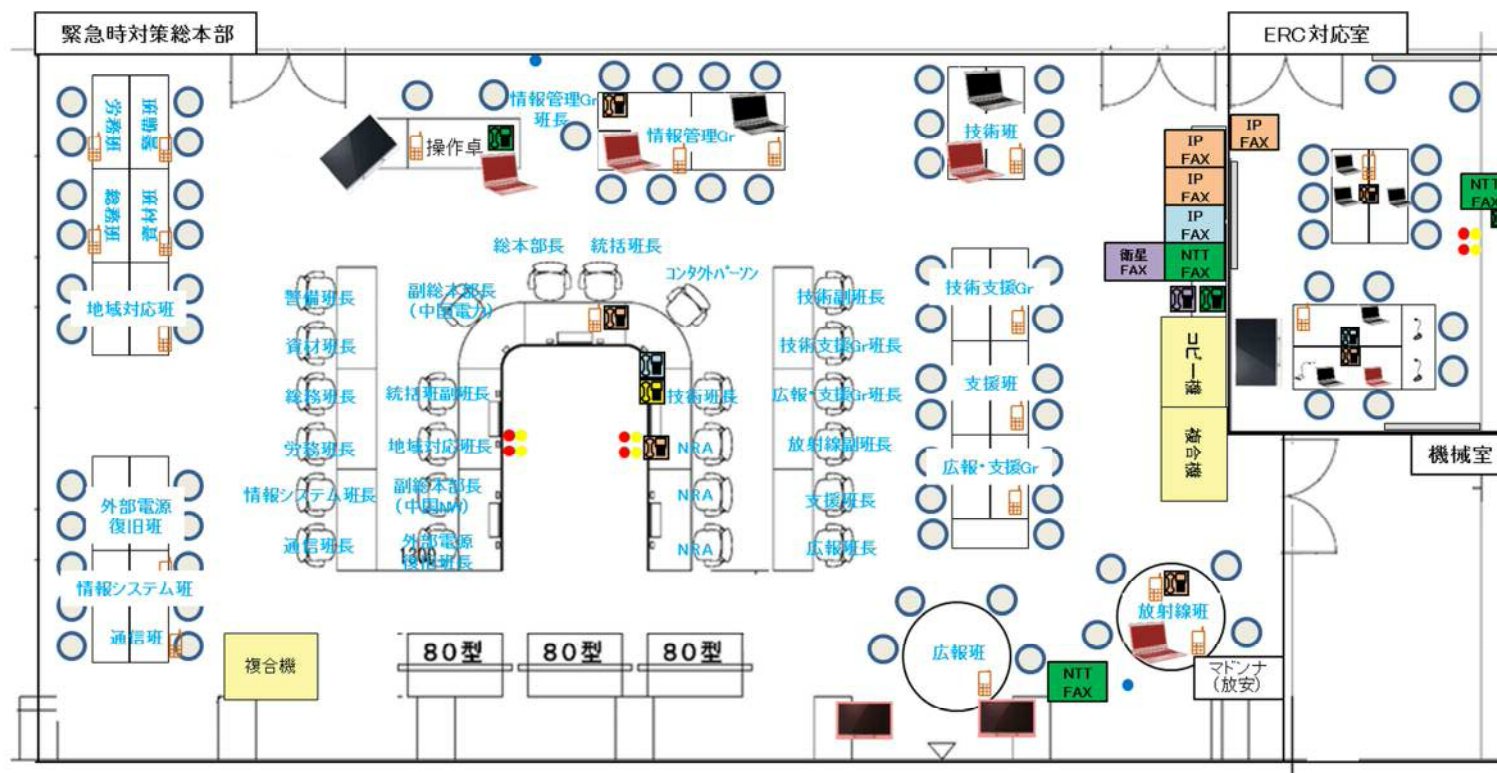 緊急時対策総本部
ERC対応室
労務班
警備班
総務班
資材班
地域対応班
外部電源
復旧班
情報システム班
通信班
複合機
操作卓
情報管理Gr
班長
情報管理Gr
技術班
IP
FAX
IP
FAX
IP
FAX
IP
FAX
衛星
FAX
NTT
FAX
NTT
FAX
コピー機
複合機
機械室
総本部長
統括班長
コンタクトパーソン
副総本部長
(中国電力)
統括班副班長
地域対応班長
副総本部長
(中国NW)
外部電源
復旧班長
1300
警備班長
資材班長
総務班長
労務班長
情報システム班長
通信班長
技術班長
NRA
NRA
NRA
技術副班長
技術支援Gr班長
広報・支援Gr班長
放射線副班長
支援班長
広報班長
技術支援Gr
支援班
広報・支援Gr
80型
80型
80型
広報班
放射線班
NTT
FAX
マドンナ
(放安)